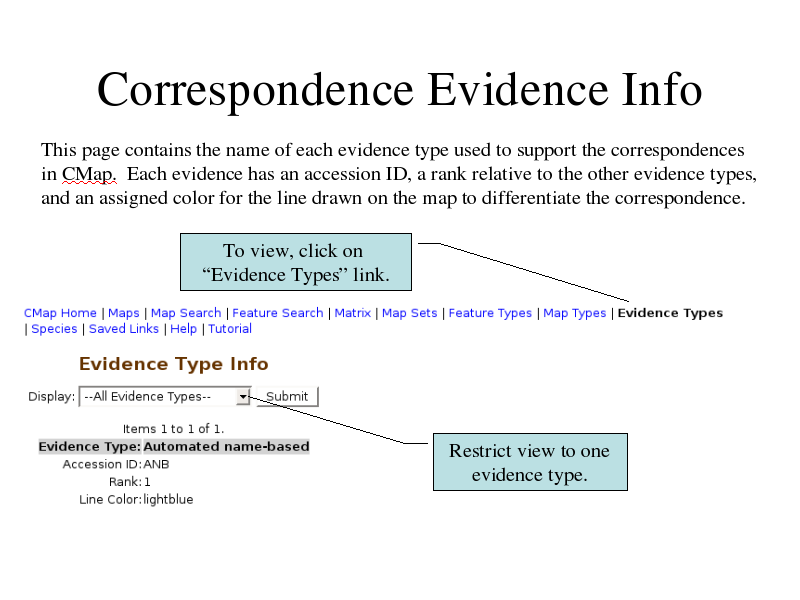 Correspondence Evidence Info
This page contains the name of each evidence type used to support the correspondences
in CMap.  Each evidence has an accession ID, a rank relative to the other evidence types,
and an assigned color for the line drawn on the map to differentiate the correspondence.
To view, click on
“Evidence Types” link.
CMap Home | Maps | Map Search | Feature Search | Matrix | Map Sets | Feature Types | Map Types | Evidence Types
| Species | Saved Links | Help | Tutorial
Evidence Type Info
Display: --All Evidence Types-- Submit
Items 1 to 1 of 1.
Evidence Type: Automated name-based
Accession ID: ANB
Rank: 1
Line Color: lightblue
Restrict view to one
evidence type.